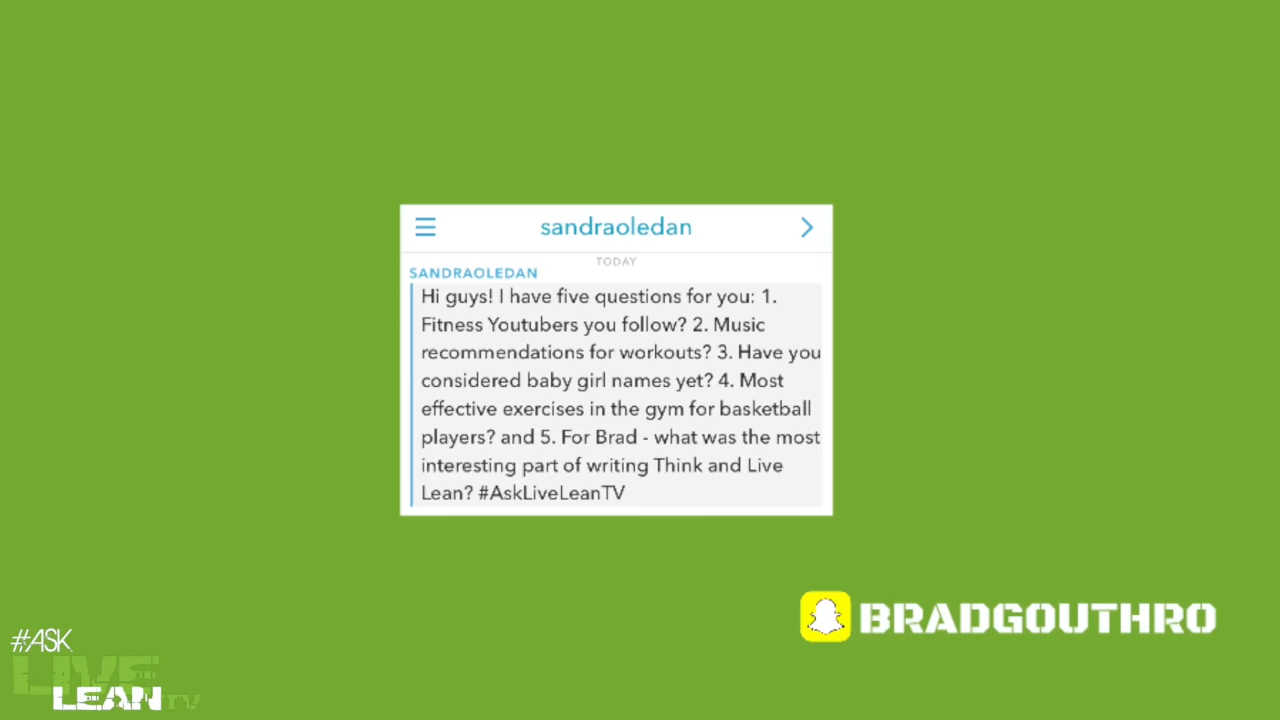 sandraoledan
TODAY
SANDRAOLEDAN
Hi guys! I have five questions for you: 1.
Fitness Youtubers you follow? 2. Music
recommendations for workouts? 3. Have you
considered baby girl names yet? 4. Most
effective exercises in the gym for basketball
players? and 5. For Brad - what was the most
interesting part of writing Think and Live
Lean? #AskLiveLeanTV
BRADGOUTHRO
#ASK
LIVE
LEAN TV